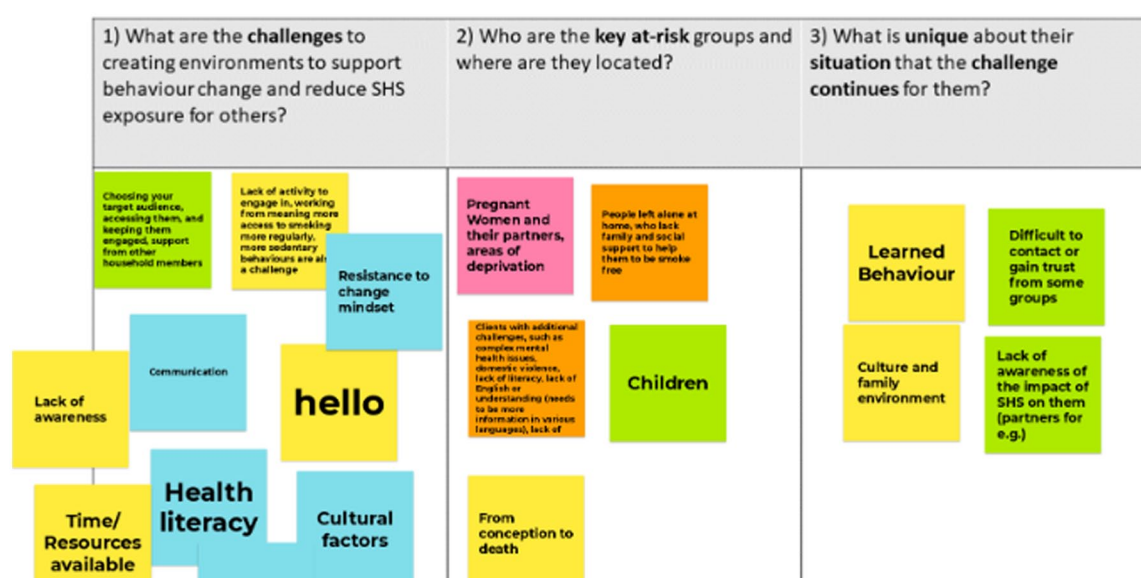 1) What are the challenges to
creating environments to support
behaviour change and reduce SHS
exposure for others?
2) Who are the key at-risk groups and
where are they located?
3) What is unique about their
situation that the challenge
continues for them?
Choosing your
target audience,
accessing them, and
keeping them
engaged, support
from other
household members
Lack of activity to
engage in, working
from meaning more
access to smoking
more regularly,
more sedentary
behaviours are
a challenge
Resistance to
change
mindset
Communication
Lack of
awareness
hello
Health
literacy
Time/
Resources
available
Cultural
factors
Pregnant
Women and
their partners,
areas of
deprivation
People left alone at
home, who lack
family and social
support to help
them to be smoke
free
Clients with additional
challenges, such as
complex mental
health issues,
domestic violence,
lack of literacy, lack of
English or
understanding (needs
to be more
information in various
languages), lack of
Children
From
conception to
death
Learned
Behaviour
Difficult to
contact or
gain trust
from some
groups
Culture and
family
environment
Lack of
awareness of
the impact of
SHS on them
(partners for
e.g.)